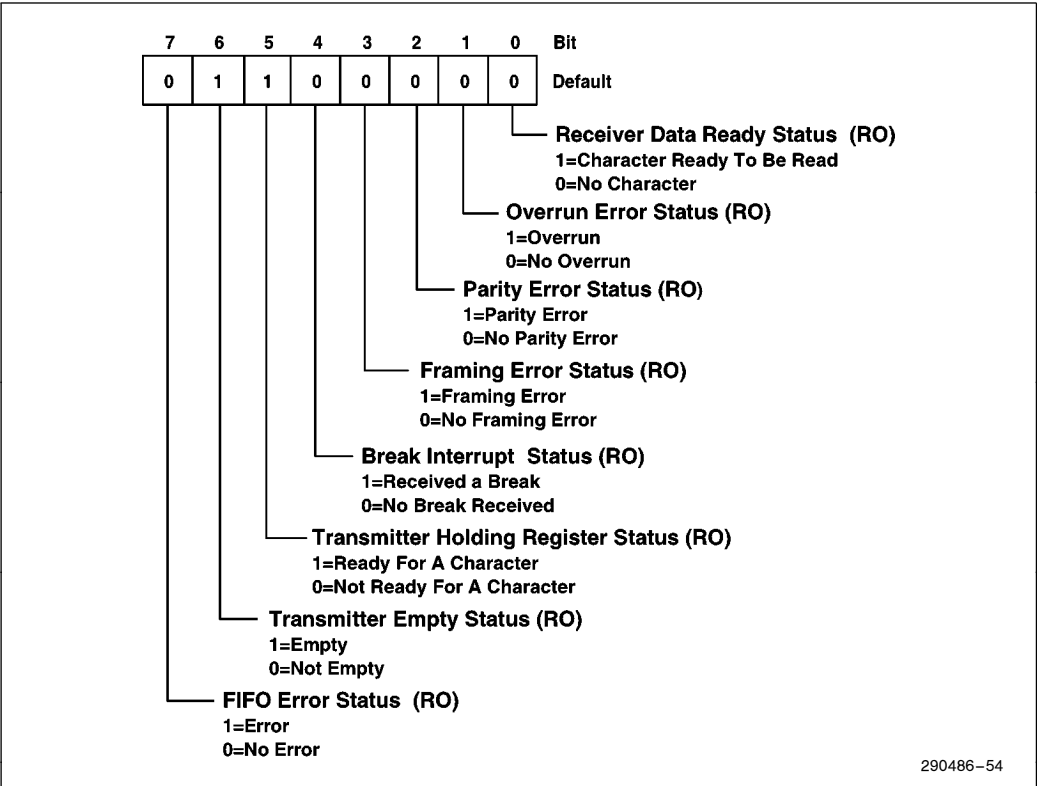 7 6 5 4 3 2 1 0 Bit
0 1 1 0 0 0 0 0 Default
Receiver Data Ready Status (RO)
1=Character Ready To Be Read
0=No Character
Overrun Error Status (RO)
1=Overrun
0=No Overrun
Parity Error Status (RO)
1=Parity Error
0=No Parity Error
Framing Error Status (RO)
1=Framing Error
0=No Framing Error
Break Interrupt Status (RO)
1=Received a Break
0=No Break Received
Transmitter Holding Register Status (RO)
1=Ready For A Character
0=Not Ready For A Character
Transmitter Empty Status (RO)
1=Empty
0=Not Empty
FIFO Error Status (RO)
1=Error
0=No Error
290486–54